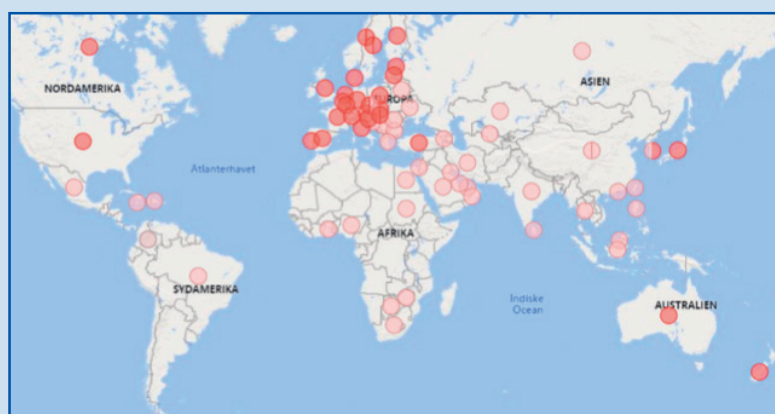 NORDAMERIKA
ASIEN
Atlanterhavet
AFRIKA
SYDAMERIKA
Indiske
Ocean
AUSTRALIEN